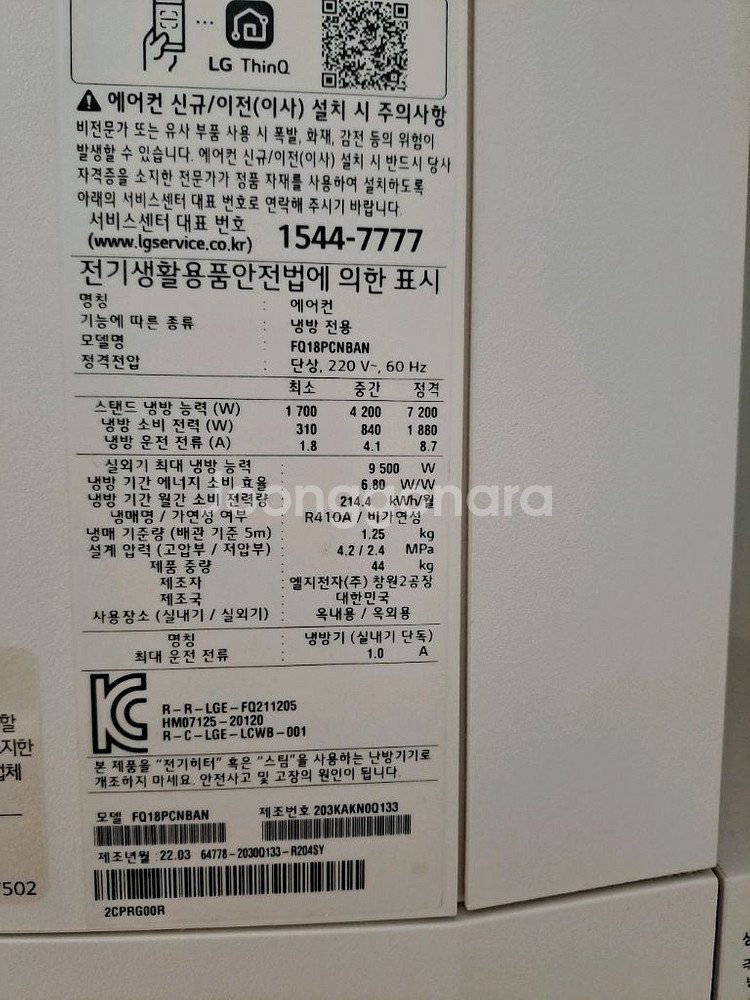 LG ThinQ
에어컨 신규/이전(이사) 설치 시 주의사항
비전문가 또는 유사 부품 사용 시 폭발, 화재, 감전 등의 위험이
발생할 수 있습니다. 에어컨 신규/이전(이사) 설치 시 반드시 당사
자격증을 소지한 전문가가 정품 자재를 사용하여 설치하도록
아래의 서비스센터 대표 번호로 연락해 주시기 바랍니다.
서비스센터 대표 번호
(www.lgservice.co.kr) 1544-7777
전기생활용품안전법에 의한 표시
명칭 : 에어컨
기능에 따른 종류 : 냉방 전용
모델명 : FQ18PCNBAN
정격전압 : 단상, 220 V~, 60 Hz
최소 중간 정격
스탠드 냉방 능력 (W) 1 700 4 200 7 200
냉방 소비 전력 (W) 310 840 1 880
냉방 운전 전류 (A) 1.8 4.1 8.7
실외기 최대 냉방 능력 : 9 500 W
냉방 기간 에너지 소비 효율 : 6.80 W/W
냉방 기간 월간 소비 전력량 : 214.4 kWh/월
냉매명 / 가연성 여부 : R410A / 비가연성
냉매 기준량 (배관 기준 5m) : 1.25 kg
설계 압력 (고압부 / 저압부) : 4.2 / 2.4 MPa
제품 중량 : 44 kg
제조자 : 엘지전자(주) 창원2공장
제조국 : 대한민국
사용장소 (실내기 / 실외기) : 옥내용 / 옥외용
명칭 : 냉방기 (실내기 단독)
최대 운전 전류 : 1.0 A
R-R-LGE-FQ211205
HM07125-20120
R-C-LGE-LCWB-001
본 제품을 "전기히터" 혹은 "스팀"을 사용하는 난방기기로
개조하지 마세요. 안전사고 및 고장의 원인이 됩니다.
모델 FQ18PCNBAN 제조번호 203KAKN0Q133
제조년월 : 22.03 64778-2030Q133-R204SY
2CPRG00R
할
지한
업체
7502